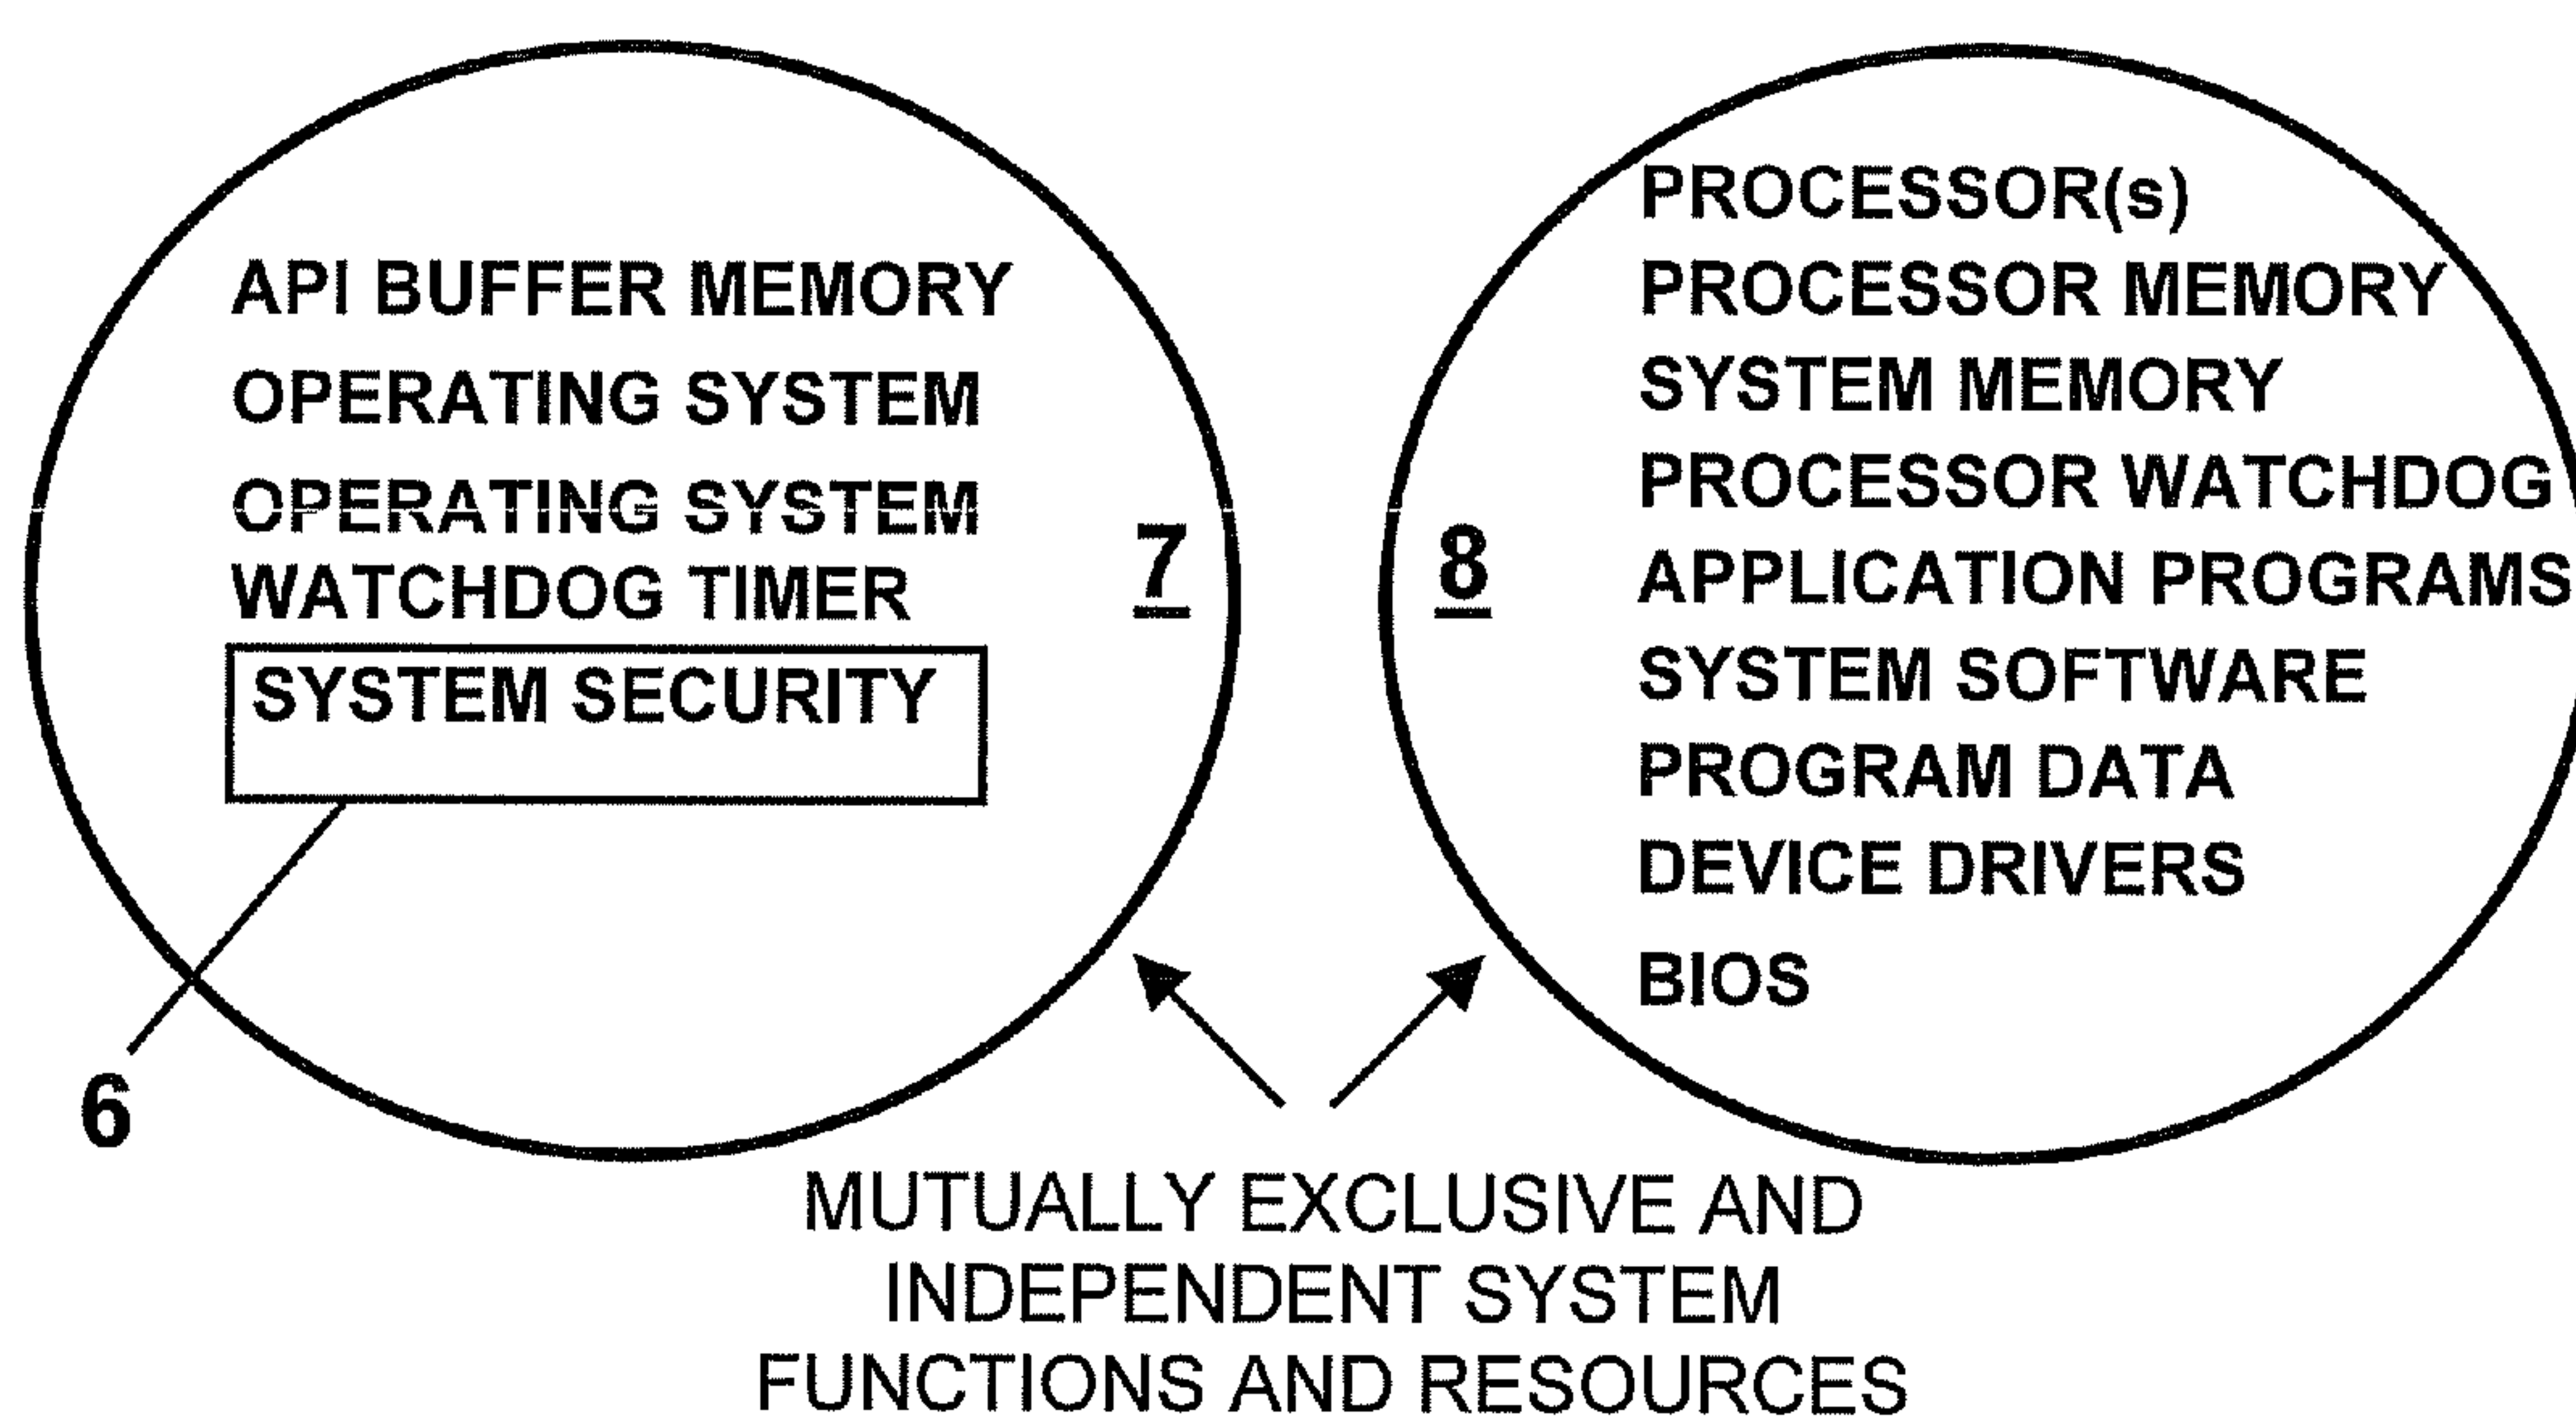 API BUFFER MEMORY
OPERATING SYSTEM
OPERATING SYSTEM
WATCHDOG TIMER
SYSTEM SECURITY
7
6
8
PROCESSOR(s)
PROCESSOR MEMORY
SYSTEM MEMORY
PROCESSOR WATCHDOG
APPLICATION PROGRAMS
SYSTEM SOFTWARE
PROGRAM DATA
DEVICE DRIVERS
BIOS
MUTUALLY EXCLUSIVE AND
INDEPENDENT SYSTEM
FUNCTIONS AND RESOURCES